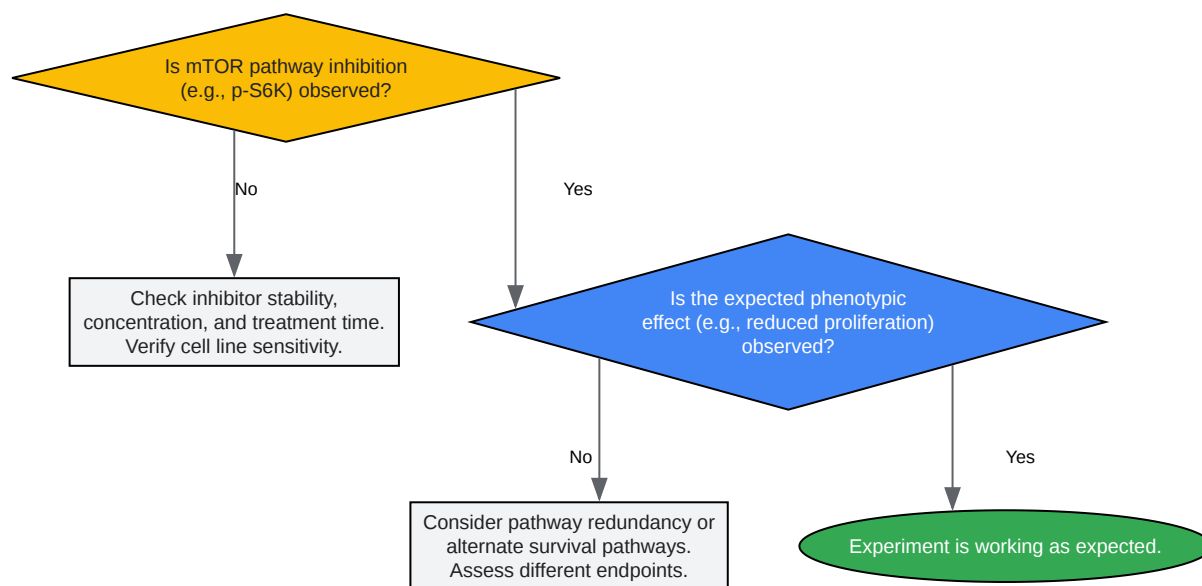 Is mTOR pathway inhibition
(e.g., p-S6K) observed?
No
Yes
Check inhibitor stability,
concentration, and treatment time.
Verify cell line sensitivity.
Is the expected phenotypic
effect (e.g., reduced proliferation)
observed?
No
Yes
Consider pathway redundancy or
alternate survival pathways.
Assess different endpoints.
Experiment is working as expected.